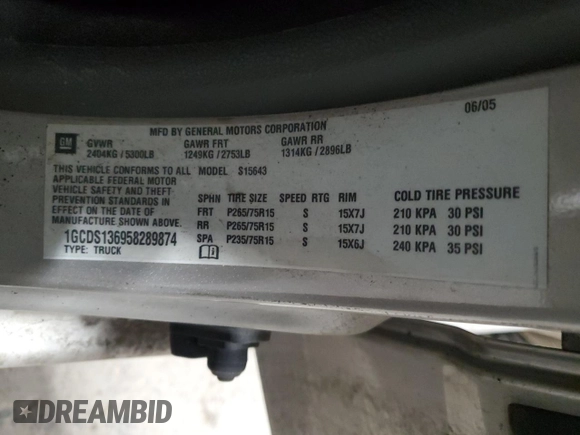 06/05
MFD BY GENERAL MOTORS CORPORATION
GM
GVWR GAWR FRT GAWR RR
2404KG / 5300LB 1249KG / 2753LB 1314KG / 2896LB
THIS VEHICLE CONFORMS TO ALL MODEL S15643
APPLICABLE FEDERAL MOTOR
VEHICLE SAFETY AND THEFT-
PREVENTION STANDARDS IN
EFFECT ON THE DATE OF
MANUFACTURE SHOWN ABOVE.
1GCDS136958289874
TYPE: TRUCK
SPHN TIRE SIZE SPEED RTG RIM COLD TIRE PRESSURE
FRT P265/75R15 S 15X7J 210 KPA 30 PSI
RR P265/75R15 S 15X7J 210 KPA 30 PSI
SPA P235/75R15 S 15X6J 240 KPA 35 PSI
DREAMBID